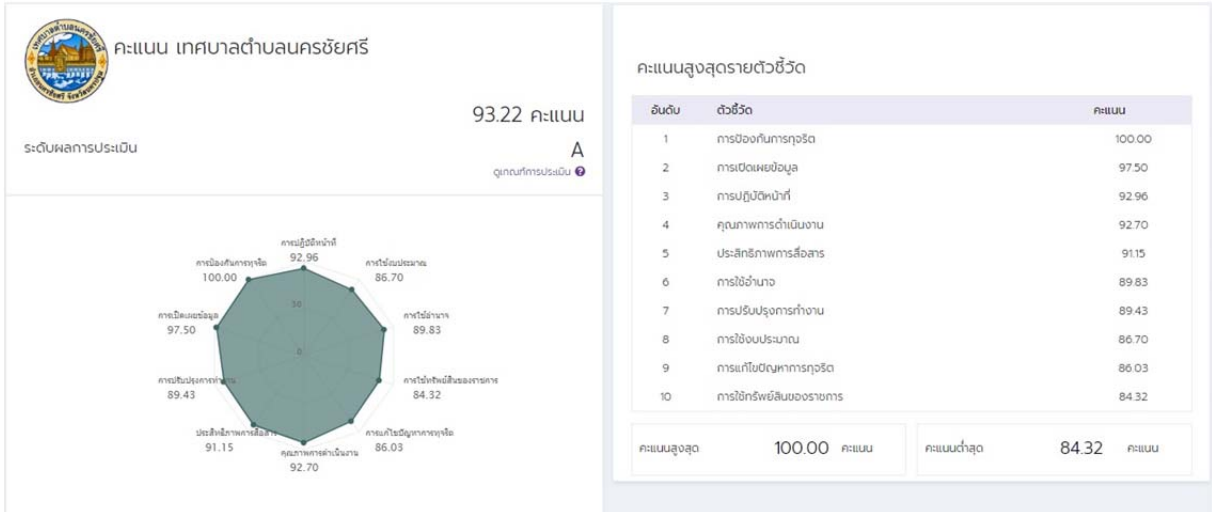 คะแนน เทศบาลตำบลนครชัยศรี
93.22 คะแนน
ระดับผลการประเมิน
A
ดูเกณฑ์การประเมิน
การปฏิบัติหน้าที่
92.96
การใช้งบประมาณ
86.70
การใช้อำนาจ
89.83
การใช้ทรัพย์สินของราชการ
84.32
การแก้ไขปัญหาการทุจริต
86.03
คุณภาพการดำเนินงาน
92.70
ประสิทธิภาพการสื่อสาร
91.15
การปรับปรุงการทำงาน
89.43
การเปิดเผยข้อมูล
97.50
การป้องกันการทุจริต
100.00
50
0
คะแนนสูงสุดรายตัวชี้วัด
อันดับ ตัวชี้วัด คะแนน
1 การป้องกันการทุจริต 100.00
2 การเปิดเผยข้อมูล 97.50
3 การปฏิบัติหน้าที่ 92.96
4 คุณภาพการดำเนินงาน 92.70
5 ประสิทธิภาพการสื่อสาร 91.15
6 การใช้อำนาจ 89.83
7 การปรับปรุงการทำงาน 89.43
8 การใช้งบประมาณ 86.70
9 การแก้ไขปัญหาการทุจริต 86.03
10 การใช้ทรัพย์สินของราชการ 84.32
คะแนนสูงสุด 100.00 คะแนน
คะแนนต่ำสุด 84.32 คะแนน